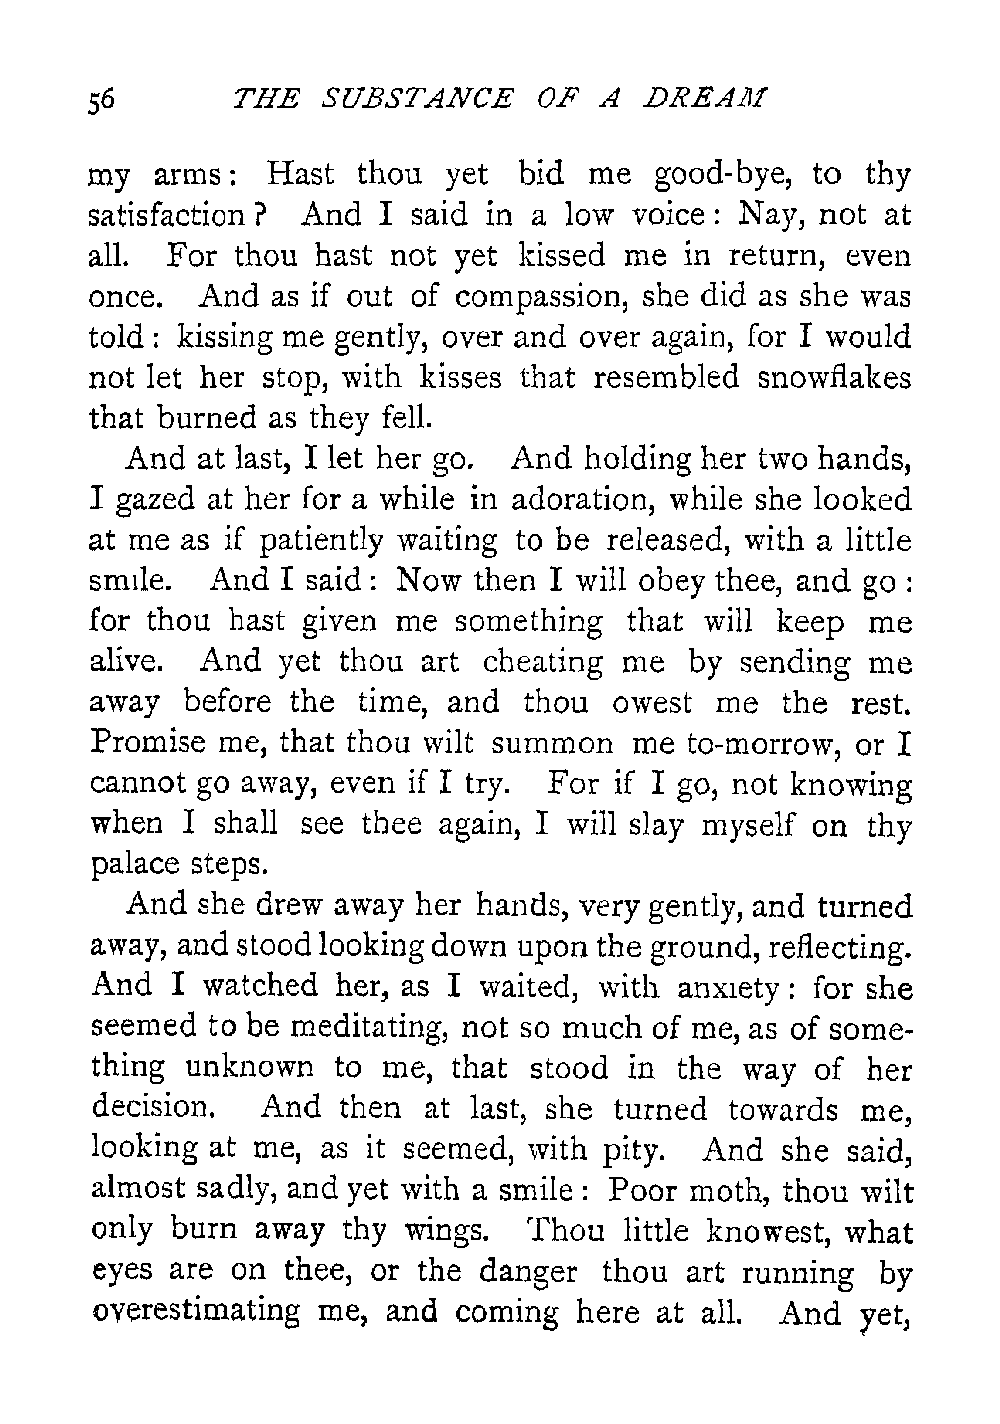 56 THE SUBSTANCE OF A DREAM
my arms: Hast thou yet bid me good-bye, to thy
satisfaction? And I said in a low voice: Nay, not at
all. For thou hast not yet kissed me in return, even
once. And as if out of compassion, she did as she was
told: kissing me gently, over and over again, for I would
not let her stop, with kisses that resembled snowflakes
that burned as they fell.
And at last, I let her go. And holding her two hands,
I gazed at her for a while in adoration, while she looked
at me as if patiently waiting to be released, with a little
smile. And I said: Now then I will obey thee, and go:
for thou hast given me something that will keep me
alive. And yet thou art cheating me by sending me
away before the time, and thou owest me the rest.
Promise me, that thou wilt summon me to-morrow, or I
cannot go away, even if I try. For if I go, not knowing
when I shall see thee again, I will slay myself on thy
palace steps.
And she drew away her hands, very gently, and turned
away, and stood looking down upon the ground, reflecting.
And I watched her, as I waited, with anxiety: for she
seemed to be meditating, not so much of me, as of some-
thing unknown to me, that stood in the way of her
decision. And then at last, she turned towards me,
looking at me, as it seemed, with pity. And she said,
almost sadly, and yet with a smile: Poor moth, thou wilt
only burn away thy wings. Thou little knowest, what
eyes are on thee, or the danger thou art running by
overestimating me, and coming here at all. And yet,